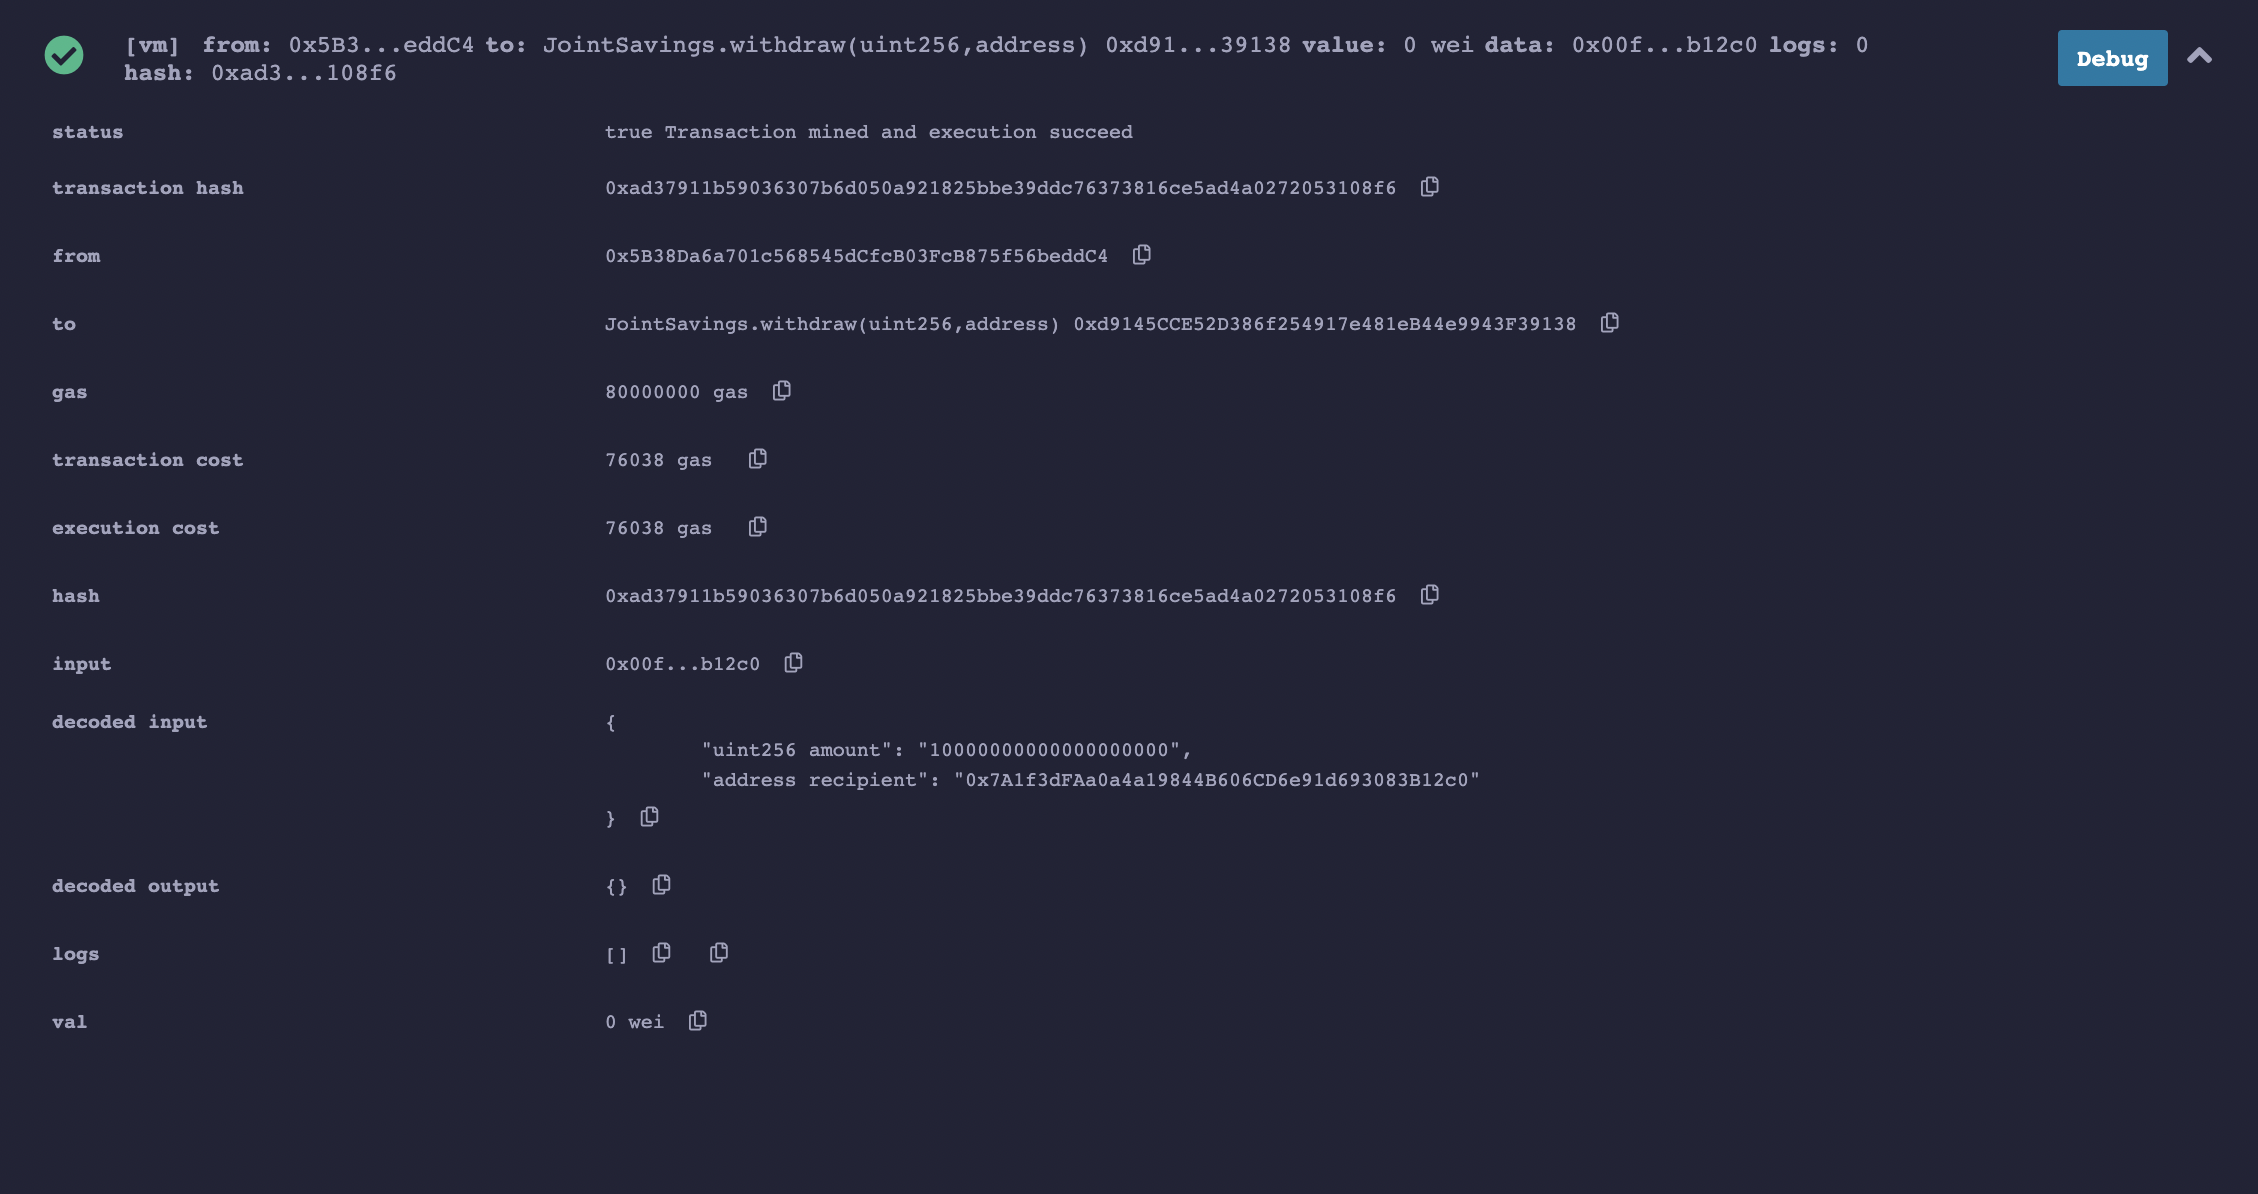 [vm] from: 0x5B3...eddC4 to: JointSavings.withdraw(uint256,address) 0xd91...39138 value: 0 wei data: 0x00f...b12c0 logs: 0
hash: 0xad3...108f6
Debug
status true Transaction mined and execution succeed
transaction hash 0xad37911b59036307b6d050a921825bbe39ddc76373816ce5ad4a0272053108f6
from 0x5B38Da6a701c568545dCfcB03FcB875f56beddC4
to JointSavings.withdraw(uint256,address) 0xd9145CCE52D386f254917e481eB44e9943F39138
gas 80000000 gas
transaction cost 76038 gas
execution cost 76038 gas
hash 0xad37911b59036307b6d050a921825bbe39ddc76373816ce5ad4a0272053108f6
input 0x00f...b12c0
decoded input {
"uint256 amount": "10000000000000000000",
"address recipient": "0x7A1f3dFAa0a4a19844B606CD6e91d693083B12c0"
}
decoded output {}
logs []
val 0 wei